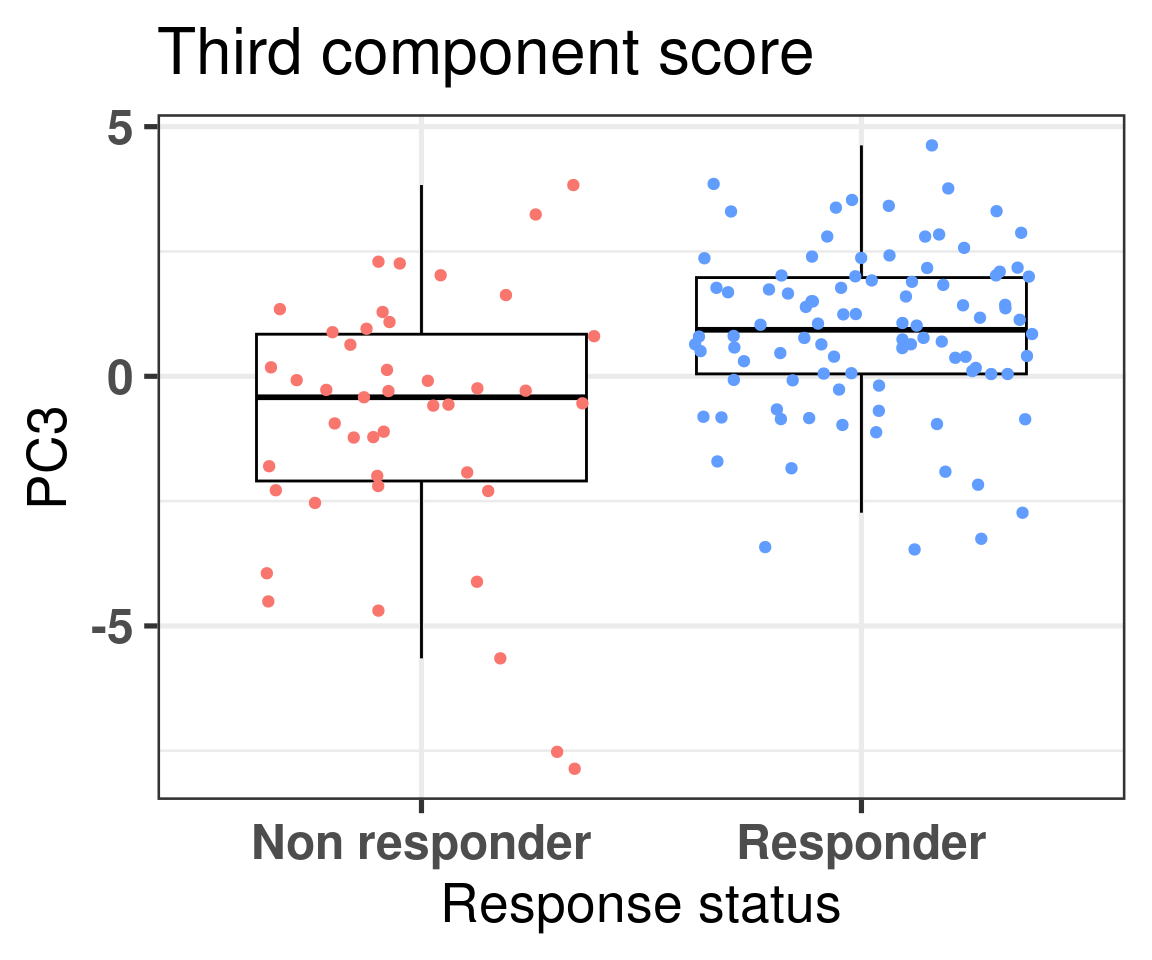 Third component score
5
0
-5
PC3
Non responder
Responder
Response status